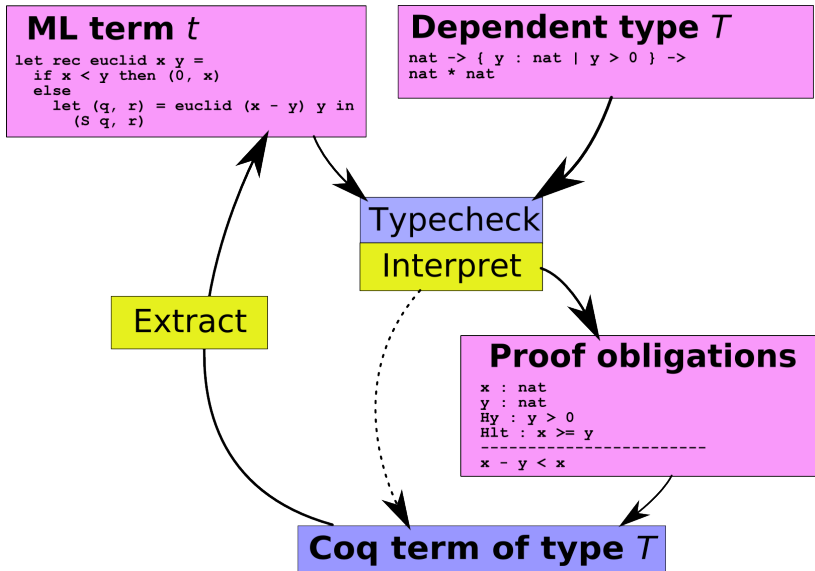 ML term t
let rec euclid x y =
  if x < y then (0, x)
  else
    let (q, r) = euclid (x - y) y in
      (S q, r)
Dependent type T
nat -> { y : nat | y > 0 } ->
nat * nat
Typecheck
Interpret
Extract
Proof obligations
x : nat
y : nat
Hy : y > 0
Hlt : x >= y
------------------------
x - y < x
Coq term of type T